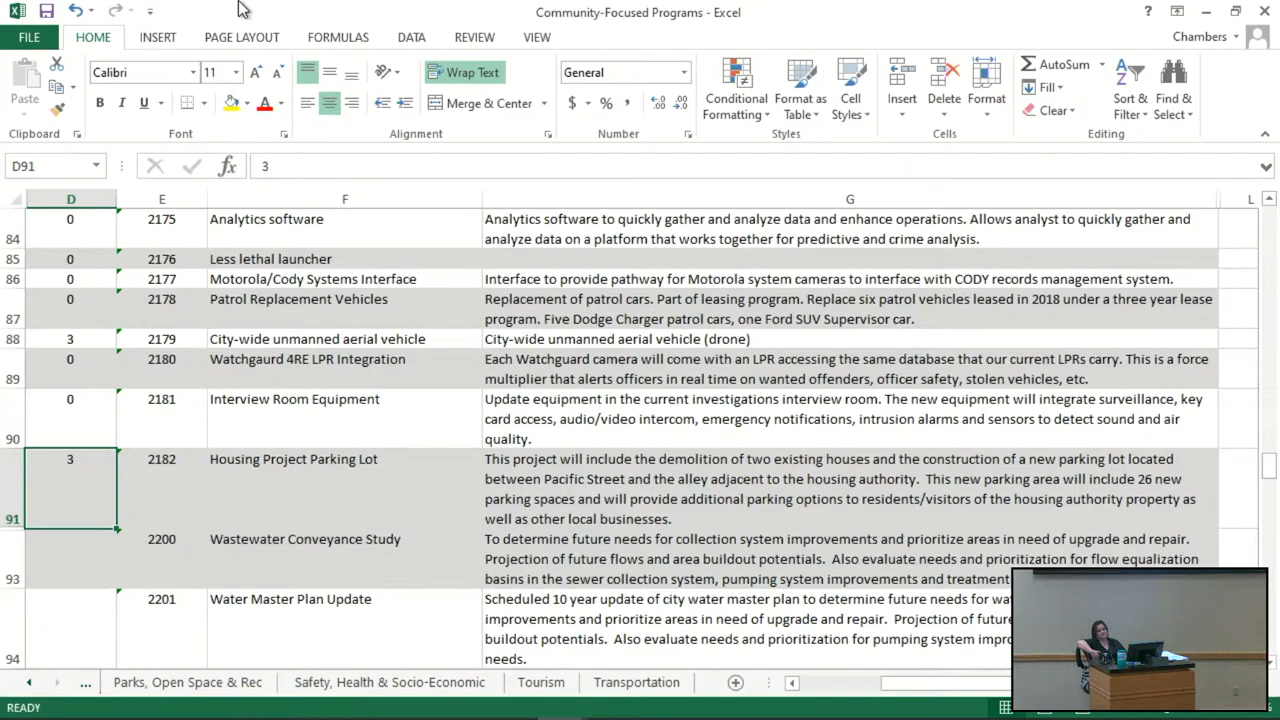 Community-Focused Programs - Excel
?
FILE
HOME
INSERT
PAGE LAYOUT
FORMULAS
DATA
REVIEW
VIEW
Chambers
Paste
Clipboard
Calibri
11
B I U
A
Font
Wrap Text
Merge & Center
Alignment
General
$ % ,
Number
Conditional Formatting
Format as Table
Cell Styles
Styles
Insert
Delete
Format
Cells
AutoSum
Fill
Clear
Sort & Filter
Find & Select
Editing
D91
fx
3
D E F G L
84 0 2175 Analytics software Analytics software to quickly gather and analyze data and enhance operations. Allows analyst to quickly gather and
analyze data on a platform that works together for predictive and crime analysis.
85 0 2176 Less lethal launcher
86 0 2177 Motorola/Cody Systems Interface Interface to provide pathway for Motorola system cameras to interface with CODY records management system.
87 0 2178 Patrol Replacement Vehicles Replacement of patrol cars. Part of leasing program. Replace six patrol vehicles leased in 2018 under a three year lease
program. Five Dodge Charger patrol cars, one Ford SUV Supervisor car.
88 3 2179 City-wide unmanned aerial vehicle City-wide unmanned aerial vehicle (drone)
89 0 2180 Watchgaurd 4RE LPR Integration Each Watchguard camera will come with an LPR accessing the same database that our current LPRs carry. This is a force
multiplier that alerts officers in real time on wanted offenders, officer safety, stolen vehicles, etc.
90 0 2181 Interview Room Equipment Update equipment in the current investigations interview room. The new equipment will integrate surveillance, key
card access, audio/video intercom, emergency notifications, intrusion alarms and sensors to detect sound and air
quality.
91 3 2182 Housing Project Parking Lot This project will include the demolition of two existing houses and the construction of a new parking lot located
between Pacific Street and the alley adjacent to the housing authority. This new parking area will include 26 new
parking spaces and will provide additional parking options to residents/visitors of the housing authority property as
well as other local businesses.
93 2200 Wastewater Conveyance Study To determine future needs for collection system improvements and prioritize areas in need of upgrade and repair.
Projection of future flows and area buildout potentials. Also evaluate needs and prioritization for flow equalization
basins in the sewer collection system, pumping system improvements and treatment
94 2201 Water Master Plan Update Scheduled 10 year update of city water master plan to determine future needs for
improvements and prioritize areas in need of upgrade and repair. Projection of
buildout potentials. Also evaluate needs and prioritization for pumping system
needs.
...
Parks, Open Space & Rec
Safety, Health & Socio-Economic
Tourism
Transportation
READY